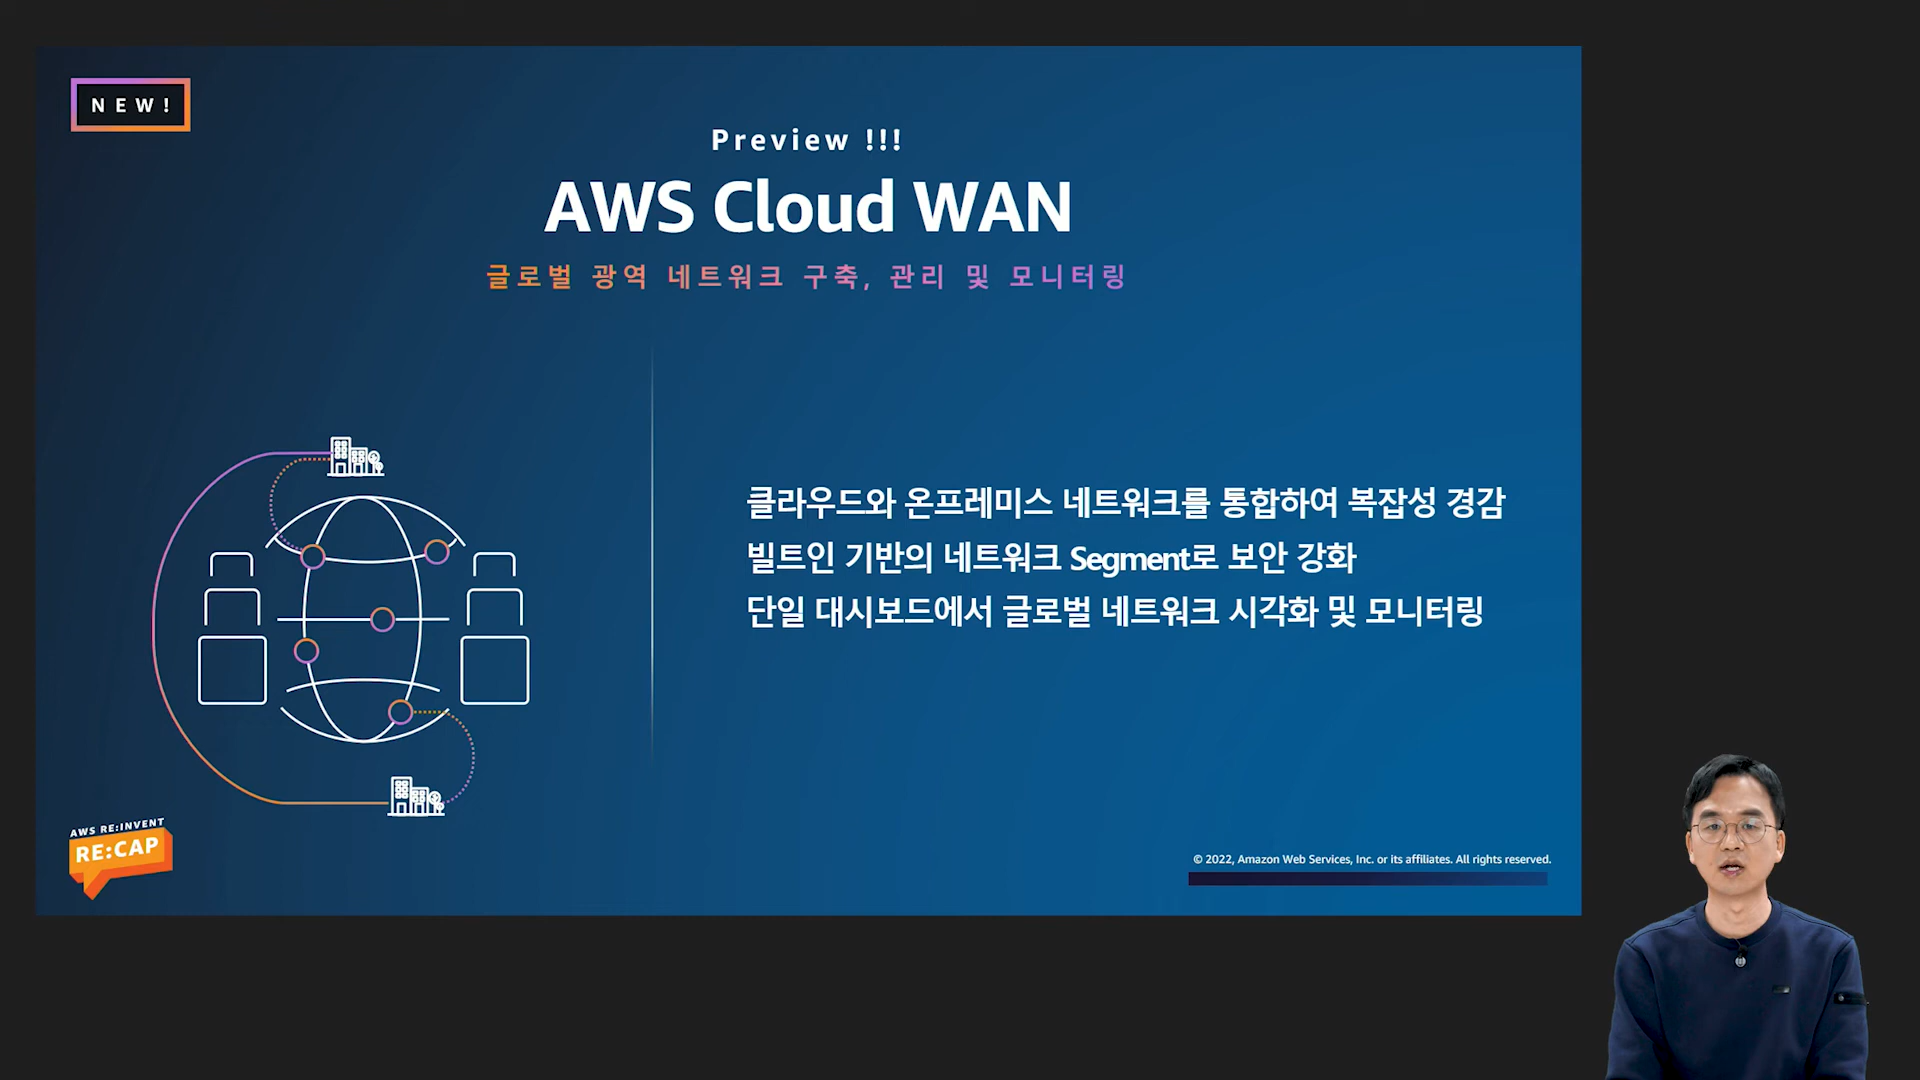 NEW!
Preview !!!
AWS Cloud WAN
글로벌 광역 네트워크 구축, 관리 및 모니터링
클라우드와 온프레미스 네트워크를 통합하여 복잡성 경감
빌트인 기반의 네트워크 Segment로 보안 강화
단일 대시보드에서 글로벌 네트워크 시각화 및 모니터링
AWS RE:INVENT
RE:CAP
© 2022, Amazon Web Services, Inc. or its affiliates. All rights reserved.